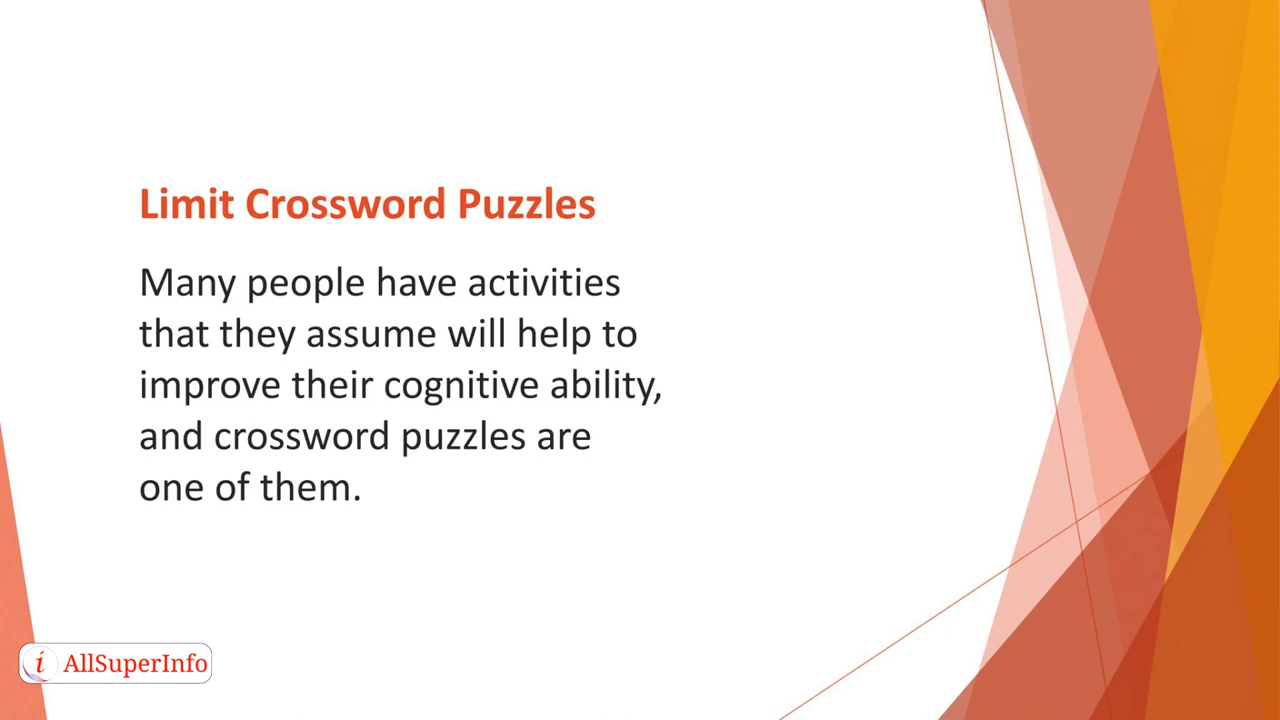 Limit Crossword Puzzles
Many people have activities
that they assume will help to
improve their cognitive ability,
and crossword puzzles are
one of them.
i AllSuperInfo